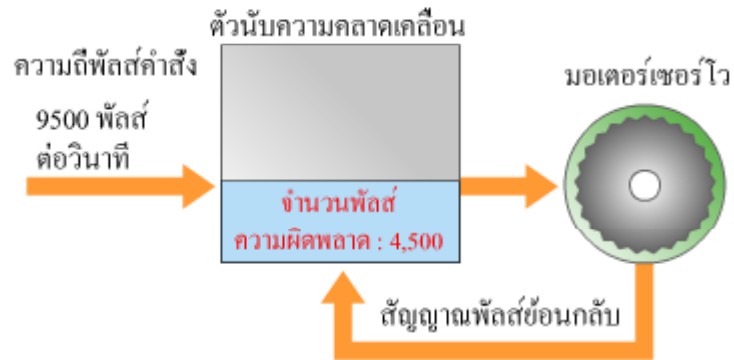 ตัวนับความคลาดเคลื่อน
ความถี่พัลส์คำสั่ง
มอเตอร์เซอร์โว
9500 พัลส์
ต่อวินาที
จำนวนพัลส์
ความผิดพลาด : 4,500
สัญญาณพัลส์ย้อนกลับ